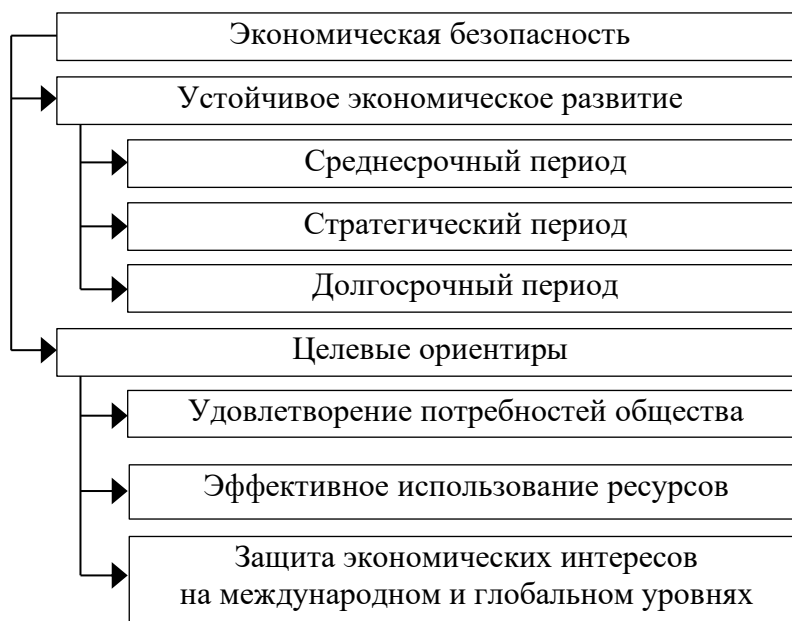 Экономическая безопасность
Устойчивое экономическое развитие
Среднесрочный период
Стратегический период
Долгосрочный период
Целевые ориентиры
Удовлетворение потребностей общества
Эффективное использование ресурсов
Защита экономических интересов
на международном и глобальном уровнях